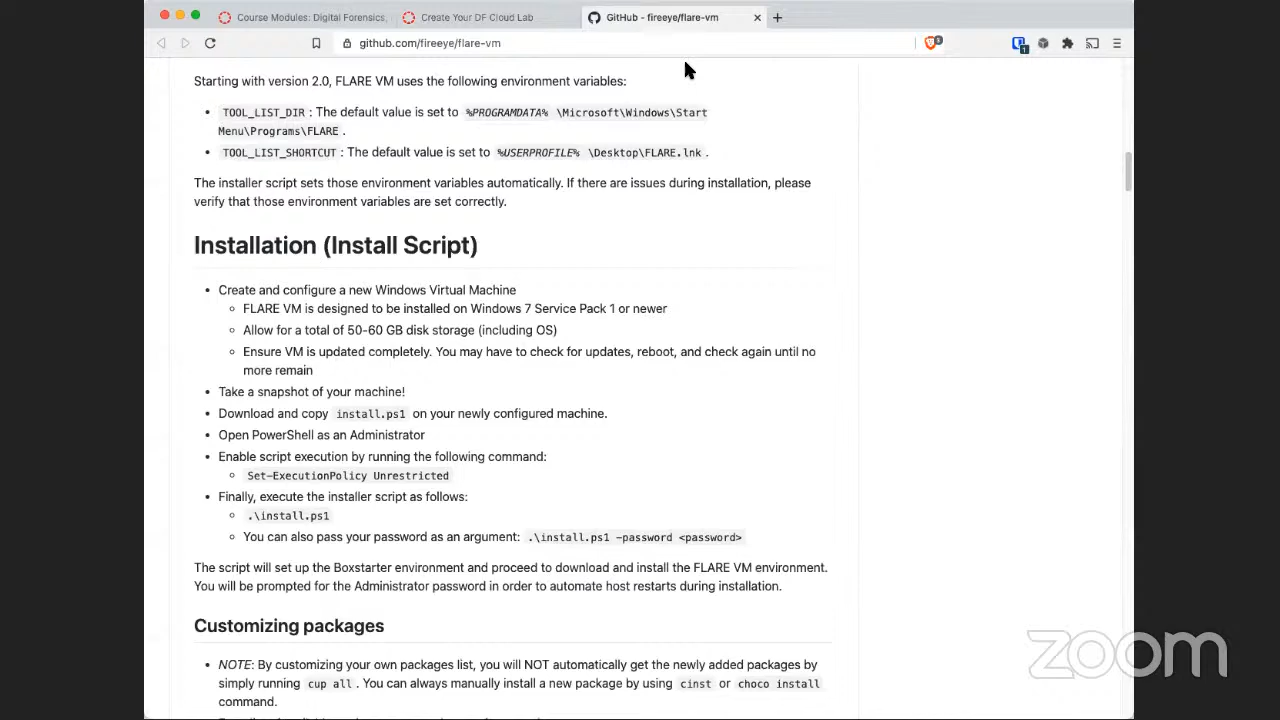 Course Modules: Digital Forensics,
Create Your DF Cloud Lab
GitHub - fireeye/flare-vm
github.com/fireeye/flare-vm
Starting with version 2.0, FLARE VM uses the following environment variables:
TOOL_LIST_DIR : The default value is set to %PROGRAMDATA% \Microsoft\Windows\Start
Menu\Programs\FLARE .
TOOL_LIST_SHORTCUT : The default value is set to %USERPROFILE% \Desktop\FLARE.lnk .
The installer script sets those environment variables automatically. If there are issues during installation, please
verify that those environment variables are set correctly.
Installation (Install Script)
Create and configure a new Windows Virtual Machine
FLARE VM is designed to be installed on Windows 7 Service Pack 1 or newer
Allow for a total of 50-60 GB disk storage (including OS)
Ensure VM is updated completely. You may have to check for updates, reboot, and check again until no
more remain
Take a snapshot of your machine!
Download and copy install.ps1 on your newly configured machine.
Open PowerShell as an Administrator
Enable script execution by running the following command:
Set-ExecutionPolicy Unrestricted
Finally, execute the installer script as follows:
.\install.ps1
You can also pass your password as an argument: .\install.ps1 -password <password>
The script will set up the Boxstarter environment and proceed to download and install the FLARE VM environment.
You will be prompted for the Administrator password in order to automate host restarts during installation.
Customizing packages
NOTE: By customizing your own packages list, you will NOT automatically get the newly added packages by
simply running cup all . You can always manually install a new package by using cinst or choco install
command.
zoom